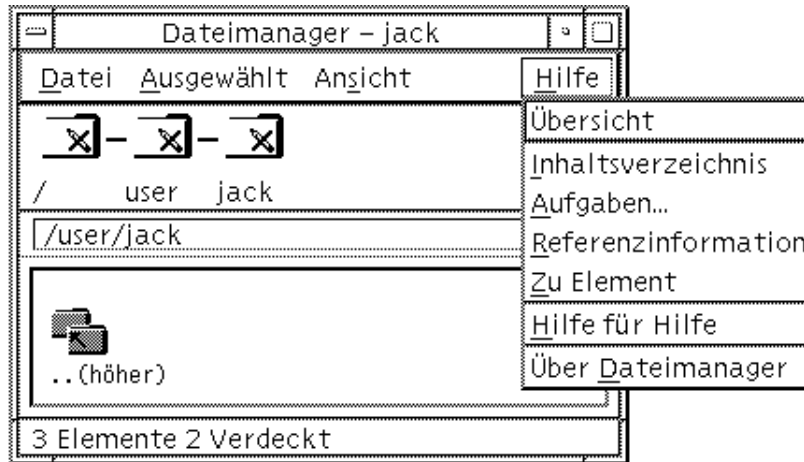 Dateimanager – jack
Datei Ausgewählt Ansicht Hilfe
/ user jack
/user/jack
..(höher)
3 Elemente 2 Verdeckt
Übersicht
Inhaltsverzeichnis
Aufgaben...
Referenzinformation
Zu Element
Hilfe für Hilfe
Über Dateimanager